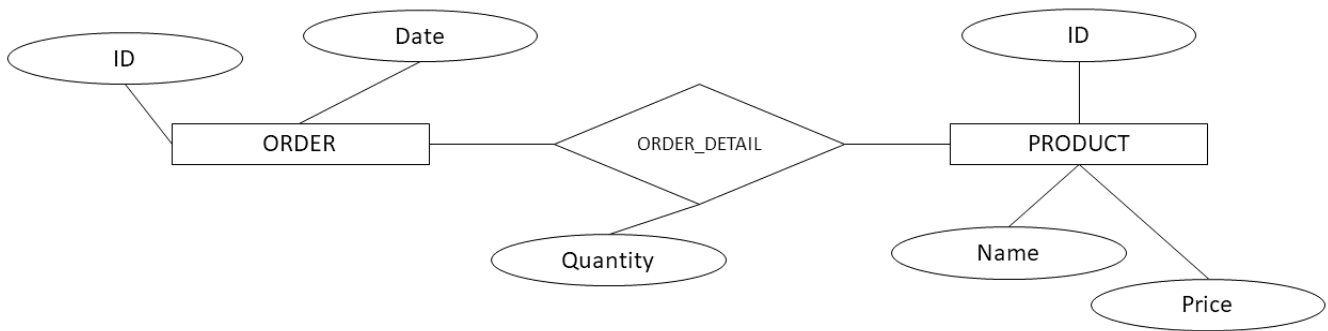 Date
ID
ID
ORDER
ORDER_DETAIL
PRODUCT
Quantity
Name
Price